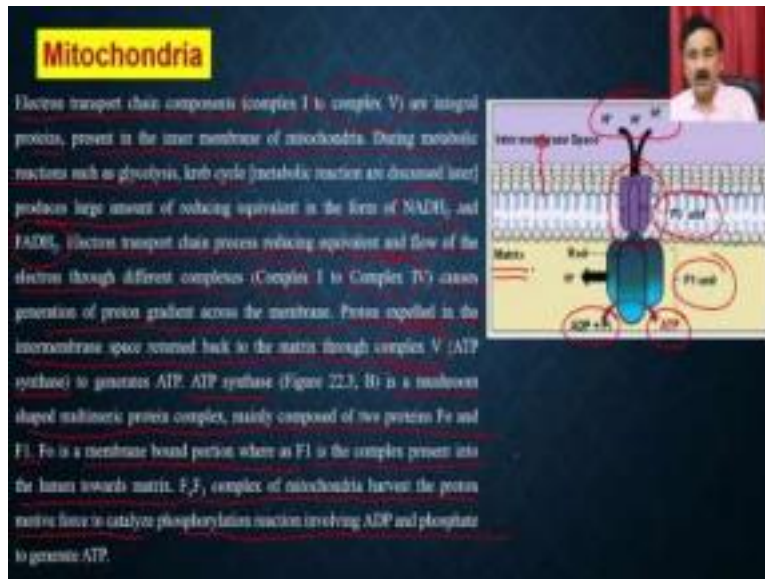 Mitochondria
Electron transport chain components (complex I to complex V) are integral
proteins, present in the inner membrane of mitochondria. During metabolic
reactions such as glycolysis, kreb cycle [metabolic reaction are discussed later]
produces large amount of reducing equivalent in the form of NADH₂ and
FADH₂. Electron transport chain process reducing equivalent and flow of the
electron through different complexes (Complex I to Complex IV) causes
generation of proton gradient across the membrane. Proton expelled in the
intermembrane space returned back to the matrix through complex V (ATP
synthase) to generates ATP. ATP synthase (Figure 22.3, B) is a mushroom
shaped multimeric protein complex, mainly composed of two proteins Fo and
F1. Fo is a membrane bound portion where as F1 is the complex present into
the lumen towards matrix. FₒF₁ complex of mitochondria harvest the proton
motive force to catalyze phosphorylation reaction involving ADP and phosphate
to generate ATP.
H⁺ H⁺ H⁺
Intermembrane Space
unit
Matrix
Rod
H⁺
F1 unit
ADP + Pi
ATP